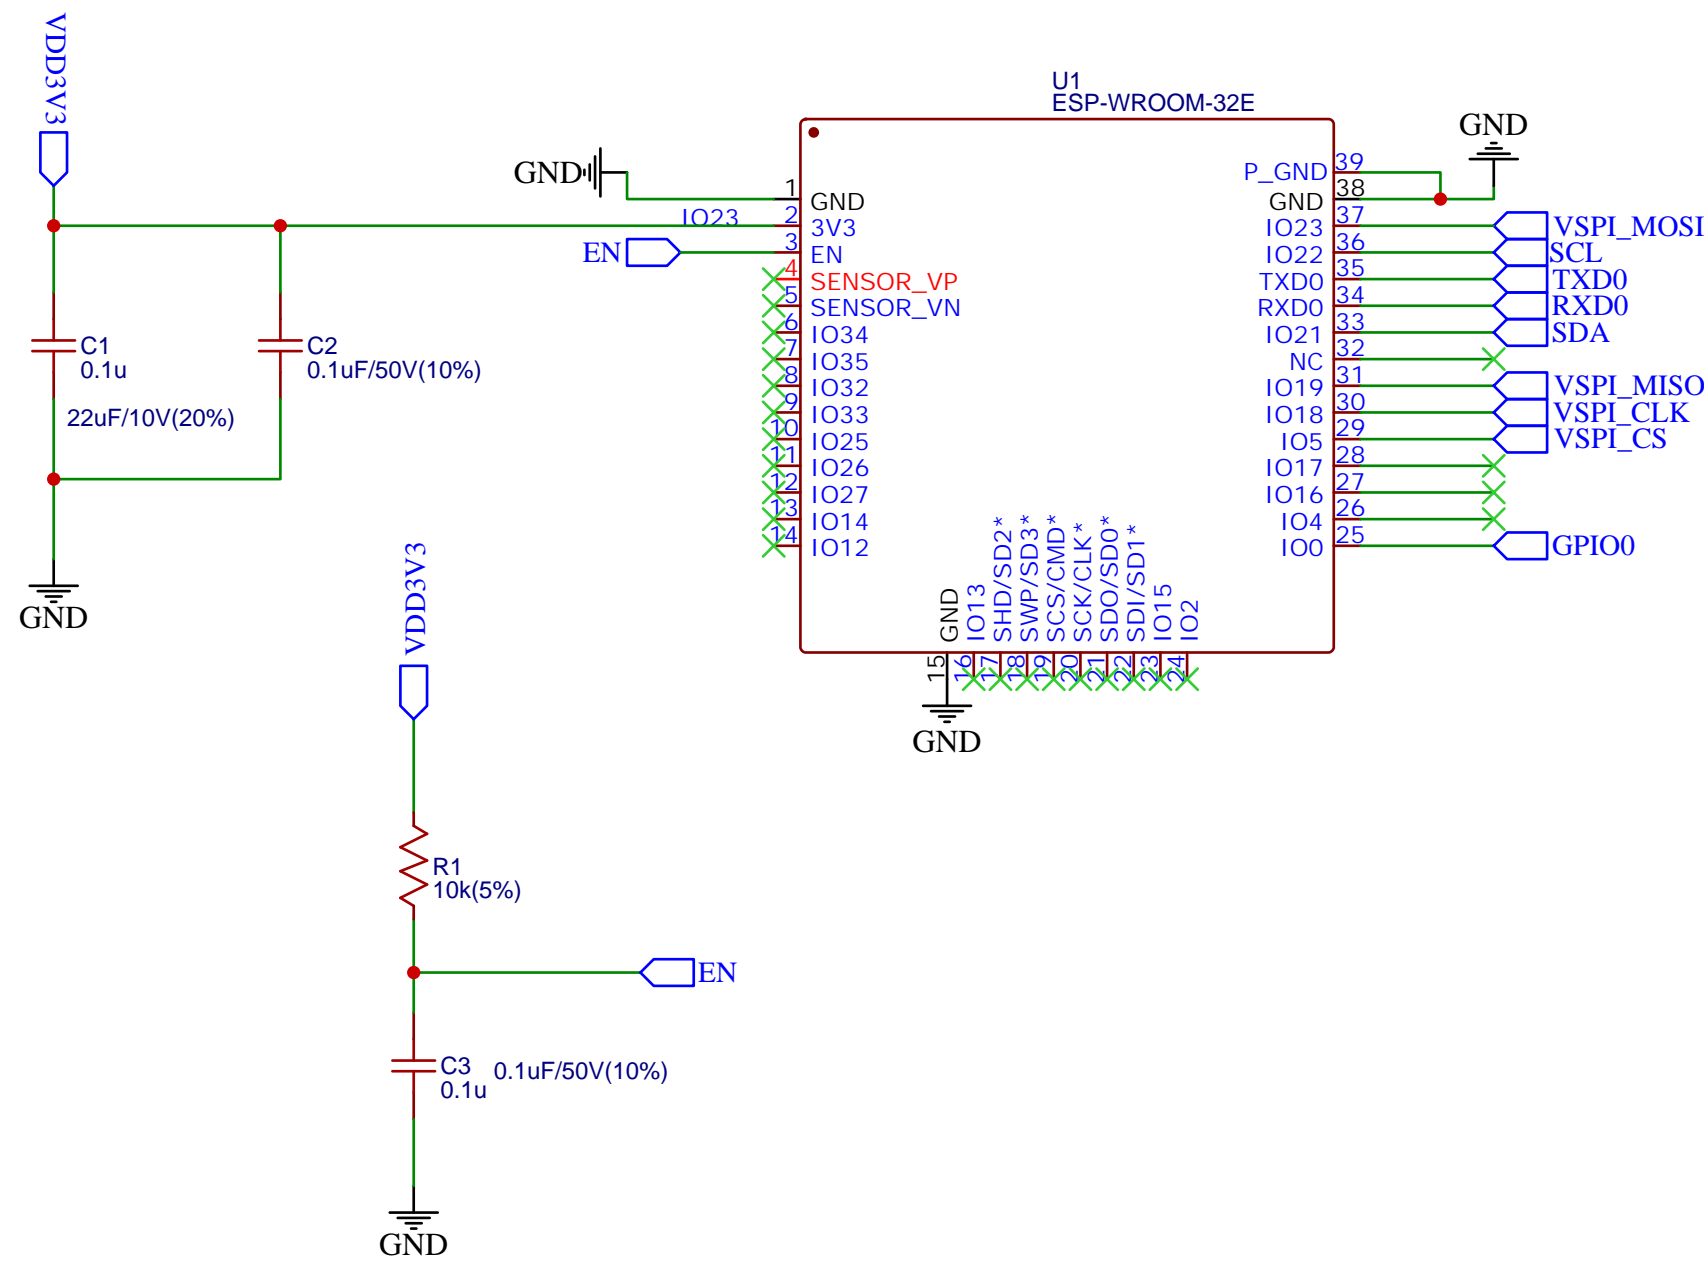 VDD3V3
U1
ESP-WROOM-32E
GND
GND
1
GND
IO23
2
3V3
EN
3
EN
4
SENSOR_VP
5
SENSOR_VN
6
IO34
7
IO35
8
IO32
9
IO33
10
IO25
11
IO26
12
IO27
13
IO14
14
IO12
P_GND
39
GND
38
IO23
37
VSPI_MOSI
IO22
36
SCL
TXD0
35
TXD0
RXD0
34
RXD0
IO21
33
SDA
NC
32
IO19
31
VSPI_MISO
IO18
30
VSPI_CLK
IO5
29
VSPI_CS
IO17
28
IO16
27
IO4
26
IO0
25
GPIO0
GND
IO13
SHD/SD2*
SWP/SD3*
SCS/CMD*
SCK/CLK*
SDO/SD0*
SDI/SD1*
IO15
IO2
15
16
17
18
19
20
21
22
23
24
GND
C1
0.1u
22uF/10V(20%)
C2
0.1uF/50V(10%)
GND
VDD3V3
R1
10k(5%)
EN
C3
0.1u
0.1uF/50V(10%)
GND